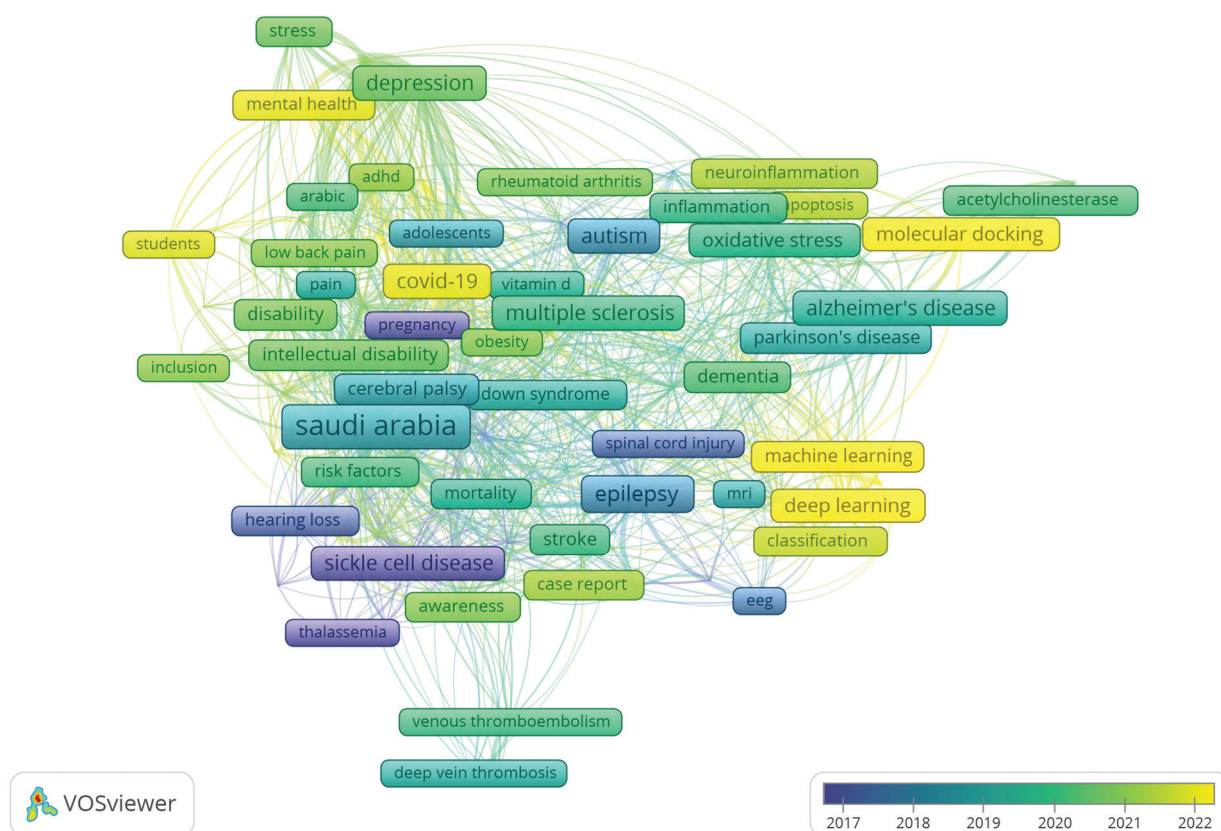 stress
depression
mental health
adhd
rheumatoid arthritis
neuroinflammation
arabic
inflammation
apoptosis
acetylcholinesterase
students
adolescents
autism
oxidative stress
molecular docking
low back pain
pain
covid-19
vitamin d
alzheimer's disease
disability
pregnancy
multiple sclerosis
parkinson's disease
inclusion
intellectual disability
obesity
dementia
cerebral palsy
down syndrome
saudi arabia
spinal cord injury
machine learning
risk factors
mortality
epilepsy
mri
deep learning
hearing loss
stroke
classification
sickle cell disease
case report
awareness
eeg
thalassemia
venous thromboembolism
deep vein thrombosis
VOSviewer
2017 2018 2019 2020 2021 2022